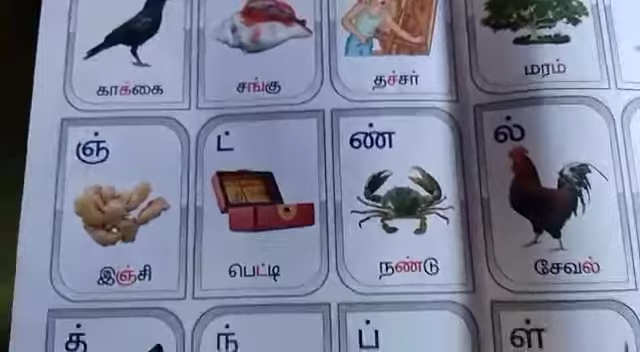 காக்கை
சங்கு
தச்சர்
மரம்
ஞ்
ட்
ண்
ல்
இஞ்சி
பெட்டி
நண்டு
சேவல்
த்
ந்
ப்
ள்